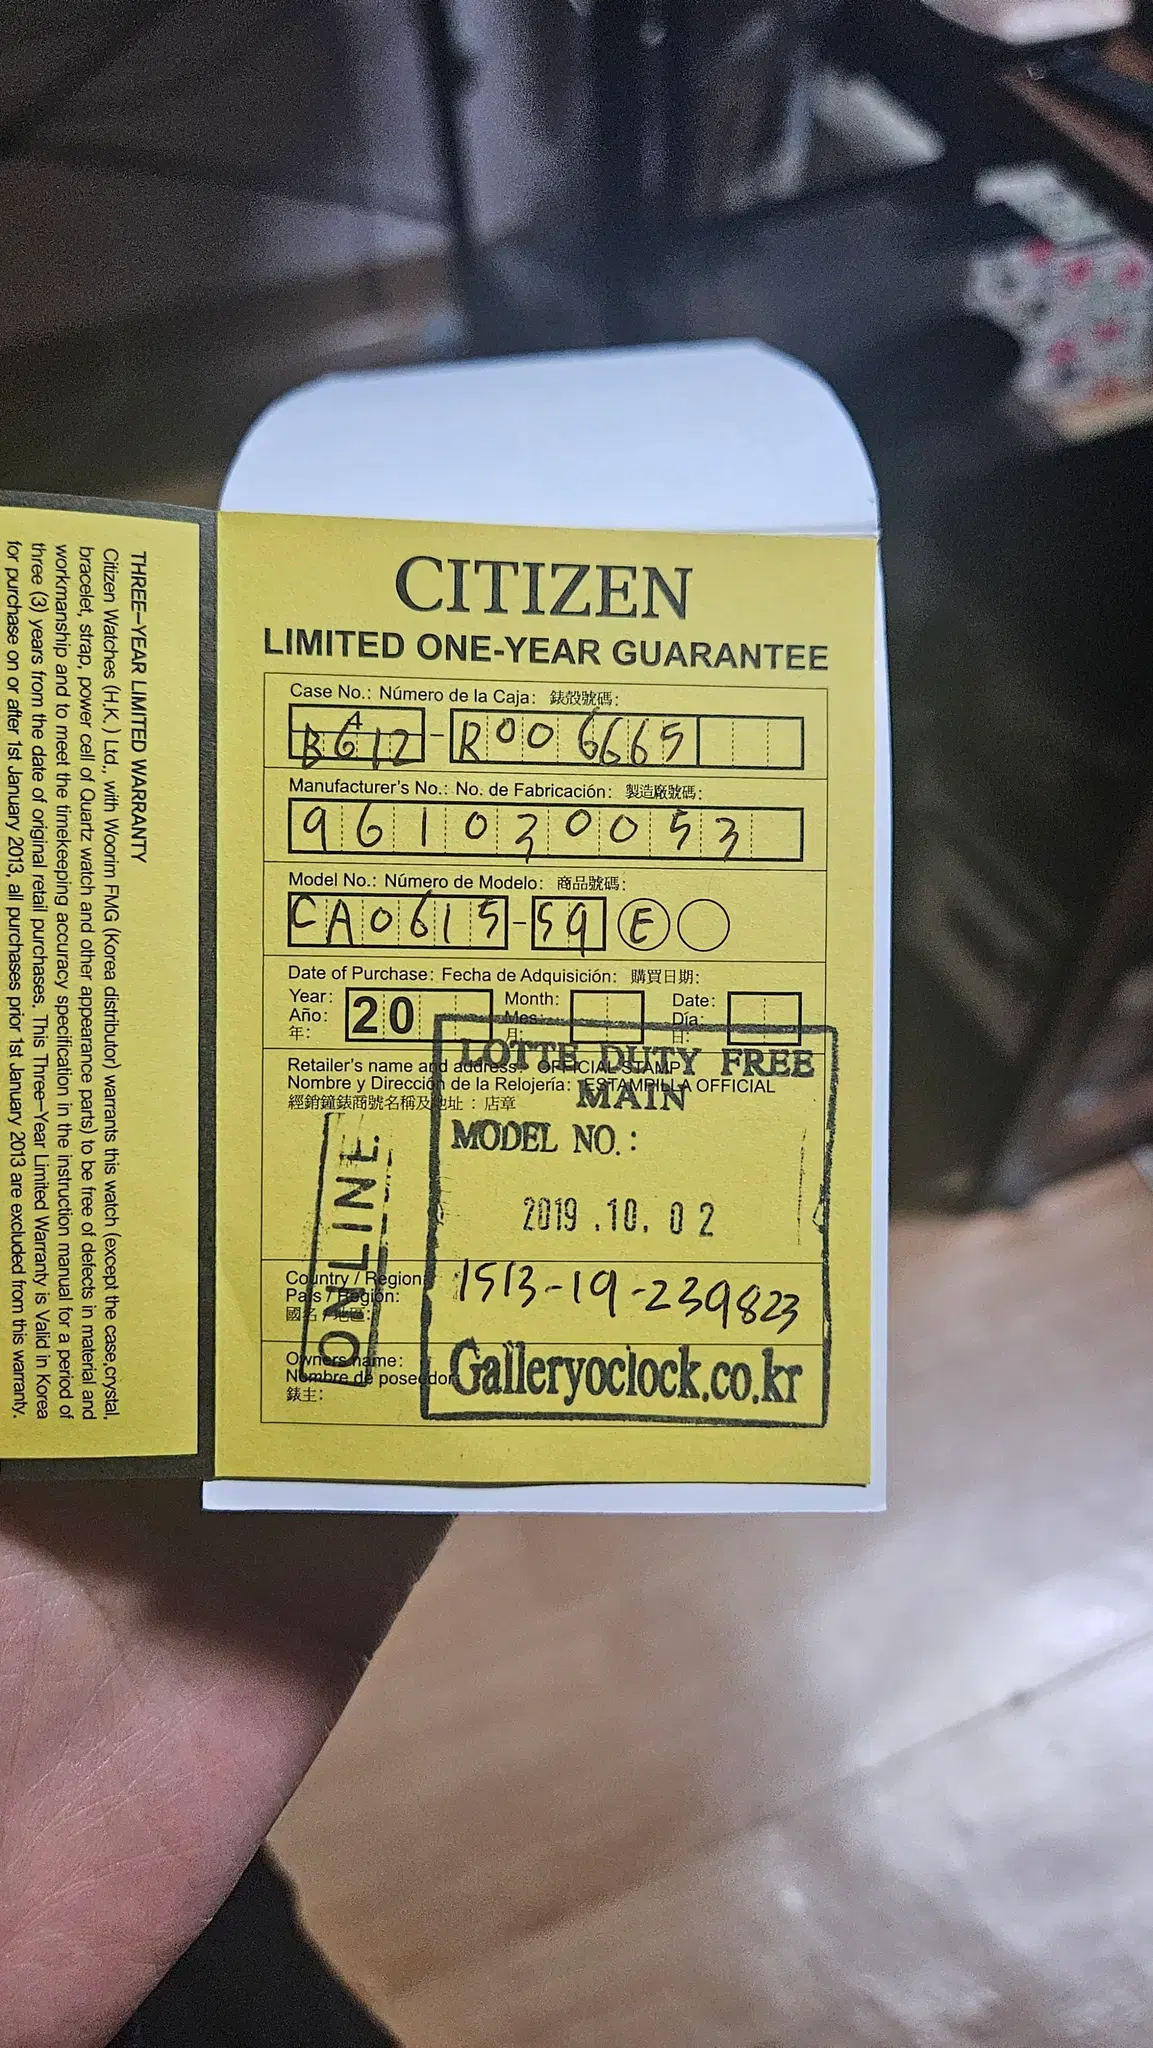 CITIZEN
LIMITED ONE-YEAR GUARANTEE
Case No.: Número de la Caja: 錶殼號碼:
4
B612-R006665
Manufacturer's No.: No. de Fabricación: 製造廠號碼:
961030053
Model No.: Número de Modelo: 商品號碼:
CA0615-59 E
Date of Purchase: Fecha de Adquisición: 購買日期:
Year: 20 Month: Date:
Año: Mes: Día:
年: 月: 日:
Retailer's name and address: OFFICIAL STAMP
Nombre y Dirección de la Relojería: ESTAMPILLA OFFICIAL
經銷鐘錶商號名稱及地址 : 店章
LOTTE DUTY FREE
MAIN
MODEL NO.:
2019.10.02
1513-19-239823
Galleryoclock.co.kr
ONLINE
Country / Region:
País / Región:
國名 / 地區:
Owners name:
Nombre de poseedor:
錶主:
THREE-YEAR LIMITED WARRANTY
Citizen Watches (H.K.) Ltd., with Woorim FMG (Korea distributor) warrants this watch (except the case,crystal,
bracelet, strap, power cell of Quartz watch and other appearance parts) to be free of defects in material and
workmanship and to meet the timekeeping accuracy specification in the instruction manual for a period of
three (3) years from the date of original retail purchases. This Three-Year Limited Warranty is Valid in Korea
for purchase on or after 1st January 2013, all purchases prior 1st January 2013 are excluded from this warranty.